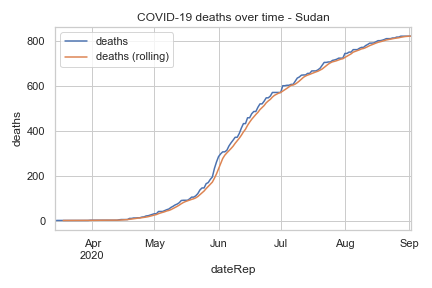 COVID-19 deaths over time - Sudan
deaths
deaths (rolling)
800
600
400
200
0
deaths
Apr
2020
May
Jun
Jul
Aug
Sep
dateRep